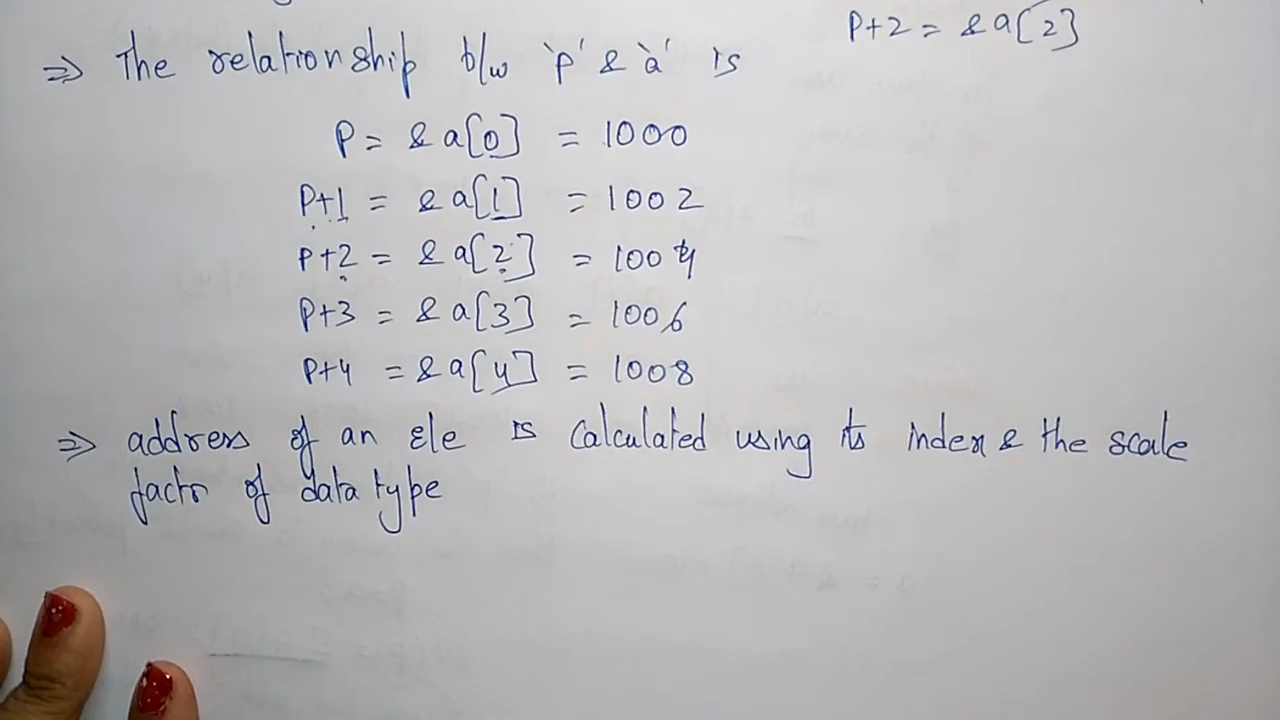 P+2 = &a[2]
⇒ The relationship b/w 'p' & 'a' is
P = &a[0] = 1000
P+1 = &a[1] = 1002
P+2 = &a[2] = 1004
P+3 = &a[3] = 1006
P+4 = &a[4] = 1008
⇒ address of an Ele is Calculated using its index & the scale
factor of data type